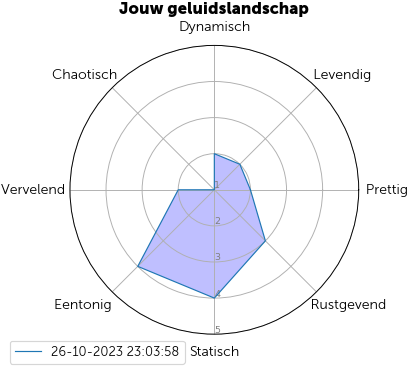 Jouw geluidslandschap
Dynamisch
Chaotisch
Levendig
Vervelend
1
Prettig
2
3
4
Eentonig
Rustgevend
5
26-10-2023 23:03:58
Statisch